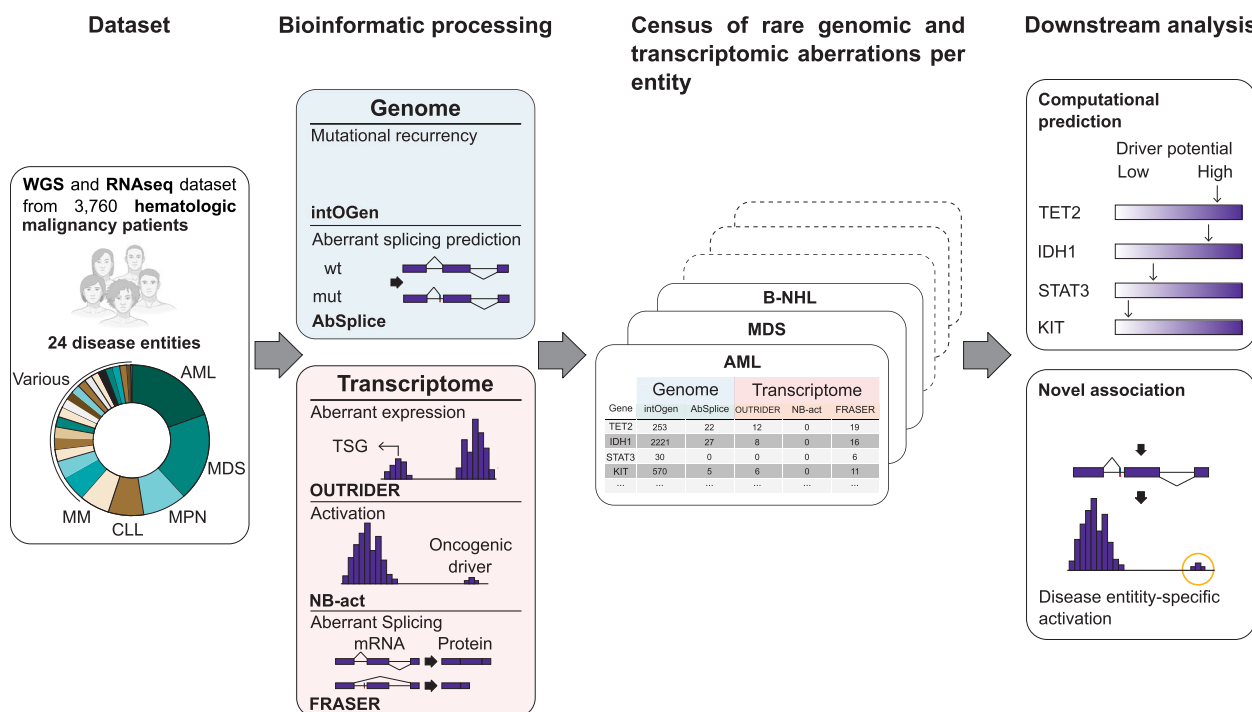 Dataset
WGS and RNAseq dataset
from 3,760 hematologic
malignancy patients
24 disease entities
Various
AML
MDS
MPN
CLL
MM
Bioinformatic processing
Genome
Mutational recurrency
intOGen
Aberrant splicing prediction
wt
mut
AbSplice
Transcriptome
Aberrant expression
TSG
OUTRIDER
Activation
Oncogenic
driver
NB-act
Aberrant Splicing
mRNA Protein
FRASER
Census of rare genomic and
transcriptomic aberrations per
entity
B-NHL
MDS
AML
Genome Transcriptome
Gene intOgen AbSplice OUTRIDER NB-act FRASER
TET2 253 22 12 0 19
IDH1 2221 27 8 0 16
STAT3 30 0 0 0 6
KIT 570 5 6 0 11
... ... ... ... ... ...
Downstream analysis
Computational
prediction
Driver potential
Low High
TET2
IDH1
STAT3
KIT
Novel association
Disease entitity-specific
activation